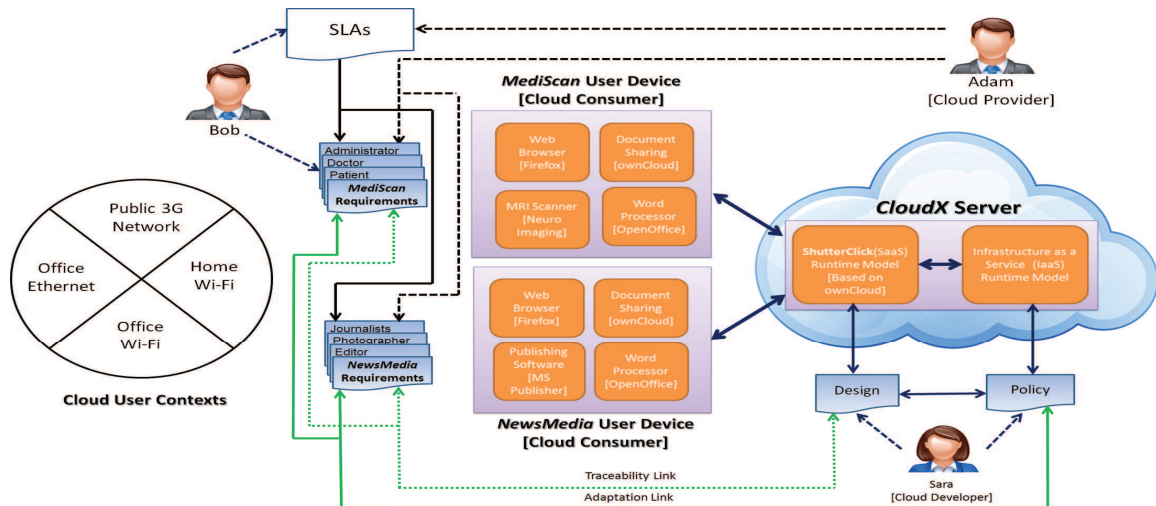 SLAs
Bob
Adam
[Cloud Provider]
Administrator
Doctor
Patient
MediScan
Requirements
MediScan User Device
[Cloud Consumer]
Web
Browser
[Firefox]
Document
Sharing
[ownCloud]
MRI Scanner
[Neuro
Imaging]
Word
Processor
[OpenOffice]
CloudX Server
ShutterClick(SaaS)
Runtime Model
[Based on
ownCloud]
Infrastructure as a
Service (IaaS)
Runtime Model
Public 3G
Network
Office
Ethernet
Home
Wi-Fi
Office
Wi-Fi
Cloud User Contexts
Journalists
Photographer
Editor
NewsMedia
Requirements
Web
Browser
[Firefox]
Document
Sharing
[ownCloud]
Publishing
Software
[MS
Publisher]
Word
Processor
[OpenOffice]
NewsMedia User Device
[Cloud Consumer]
Design
Policy
Sara
[Cloud Developer]
Traceability Link
Adaptation Link